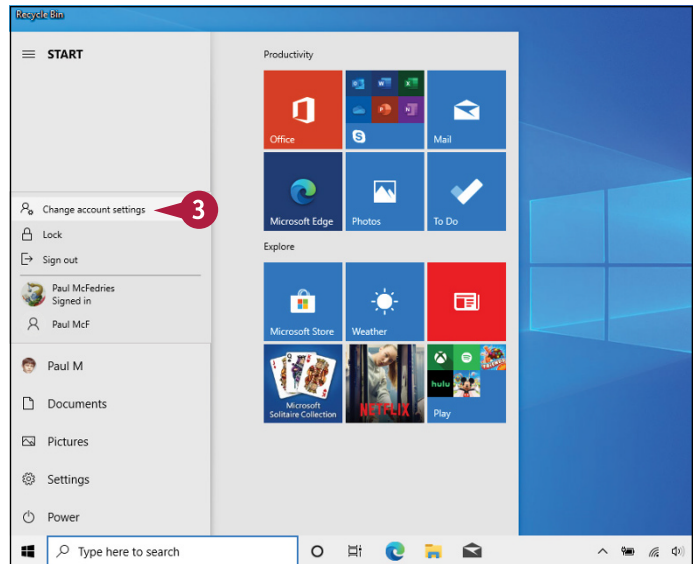 Recycle Bin
START
Change account settings
3
Lock
Sign out
Paul McFedries
Signed in
Paul McF
Paul M
Documents
Pictures
Settings
Power
Productivity
Office
Mail
Microsoft Edge
Photos
To Do
Explore
Microsoft Store
Weather
Microsoft
Solitaire Collection
NETFLIX
hulu
Play
Type here to search